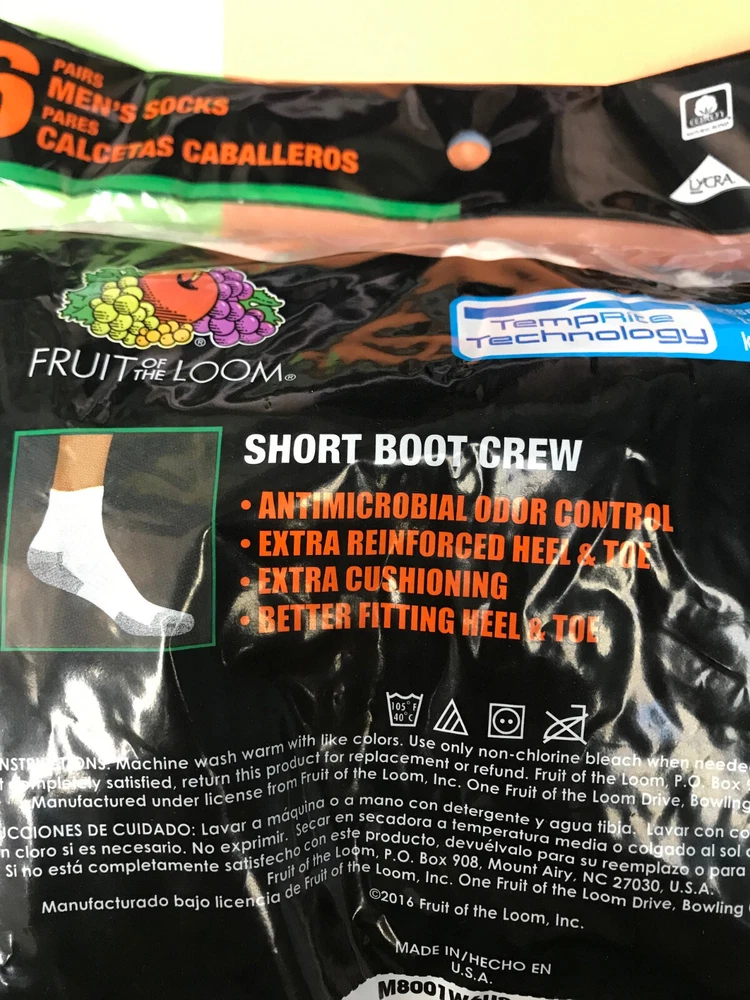 6 PAIRS
MEN'S SOCKS
PARES
CALCETAS CABALLEROS
LYCRA
FRUIT OF THE LOOM®
TempRite
Technology
SHORT BOOT CREW
• ANTIMICROBIAL ODOR CONTROL
• EXTRA REINFORCED HEEL & TOE
• EXTRA CUSHIONING
• BETTER FITTING HEEL & TOE
105°F
40°C
Machine wash warm with like colors. Use only non-chlorine bleach when neede
completely satisfied, return this product for replacement or refund. Fruit of the Loom, P.O. Box
Manufactured under license from Fruit of the Loom, Inc. One Fruit of the Loom Drive, Bowling
UCCIONES DE CUIDADO: Lavar a máquina o a mano con detergente y agua tibia. Lavar con co
n cloro si es necesario. No exprimir. Secar en secadora a temperatura media o colgado al sol o
Si no está completamente satisfecho con este producto, devuélvalo para su reemplazo o para
Fruit of the Loom, P.O. Box 908, Mount Airy, NC 27030, U.S.A.
Manufacturado bajo licencia de Fruit of the Loom, Inc. One Fruit of the Loom Drive, Bowling
©2016 Fruit of the Loom, Inc.
MADE IN/HECHO EN
U.S.A.